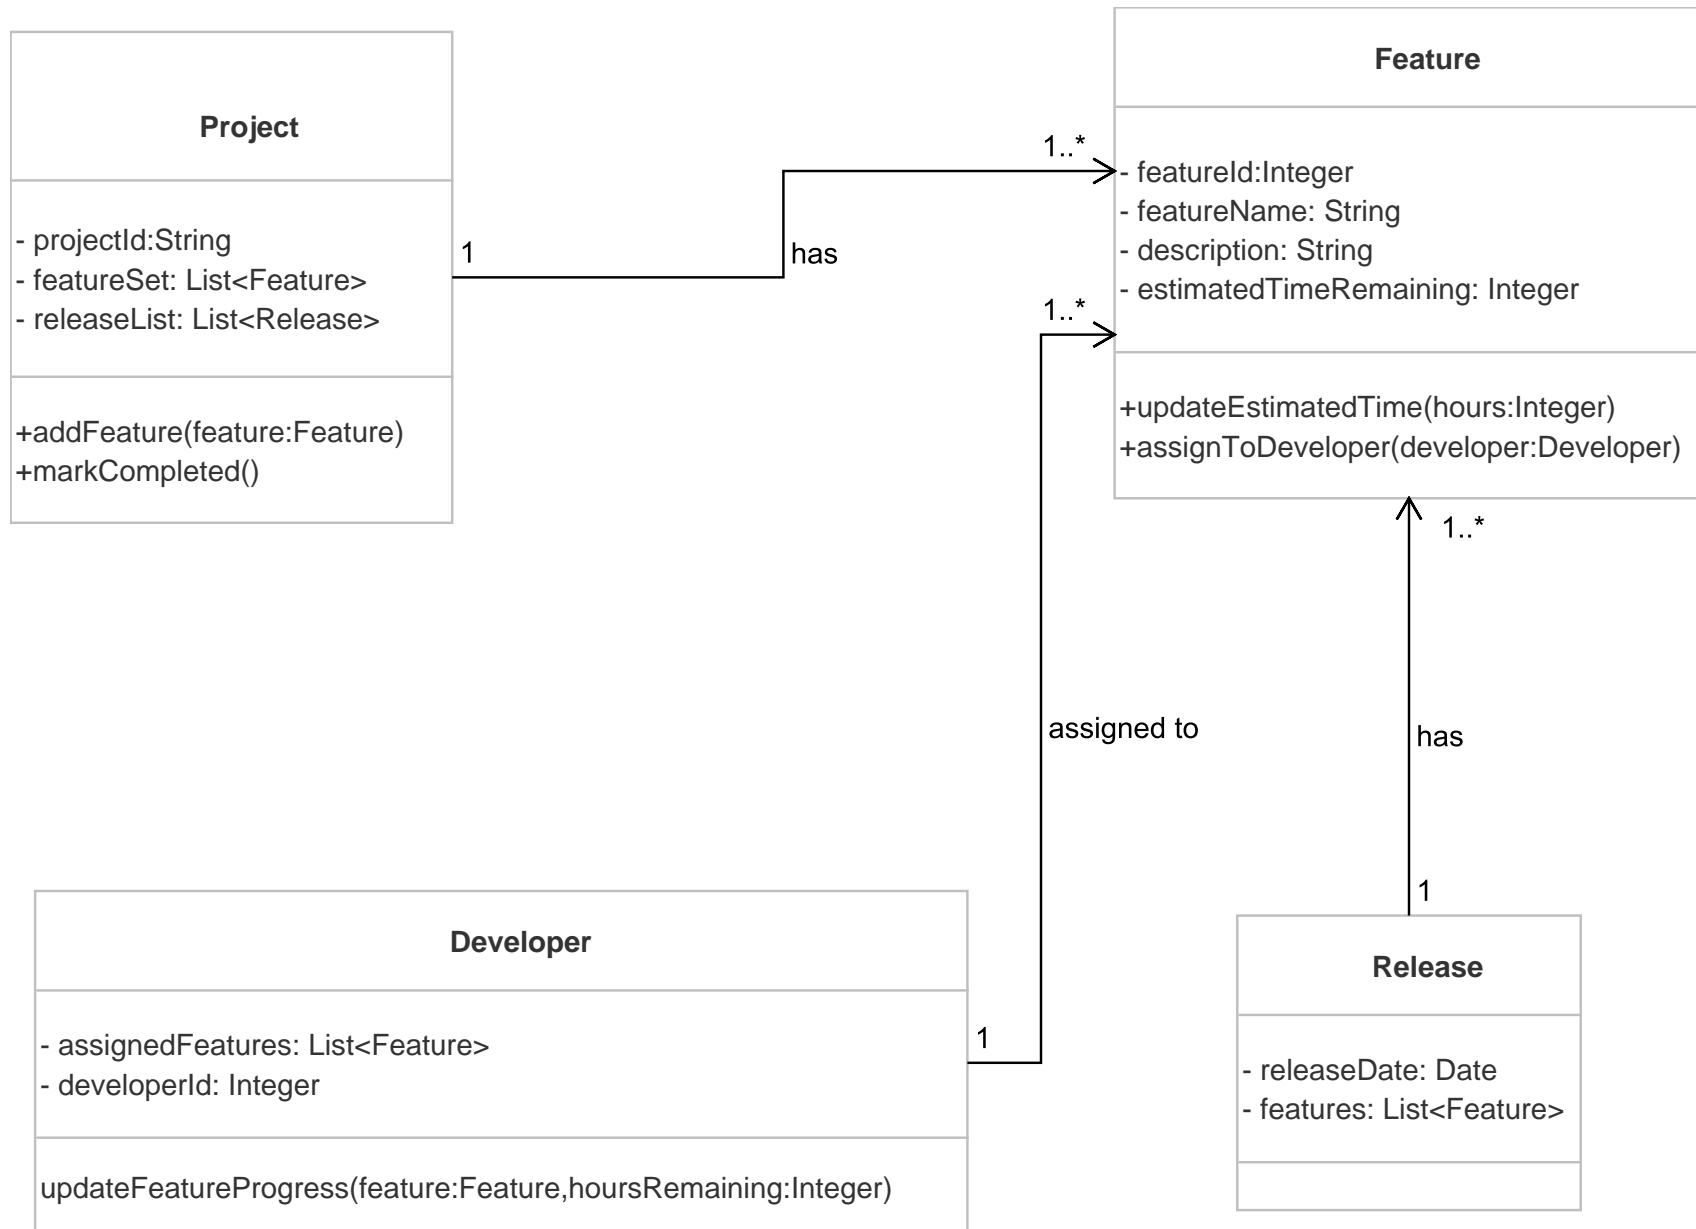 Project
- projectId:String
- featureSet: List<Feature>
- releaseList: List<Release>
+addFeature(feature:Feature)
+markCompleted()
1
has
1..*
Feature
- featureId:Integer
- featureName: String
- description: String
- estimatedTimeRemaining: Integer
+updateEstimatedTime(hours:Integer)
+assignToDeveloper(developer:Developer)
1..*
assigned to
1
1..*
has
1
Developer
- assignedFeatures: List<Feature>
- developerId: Integer
updateFeatureProgress(feature:Feature,hoursRemaining:Integer)
Release
- releaseDate: Date
- features: List<Feature>